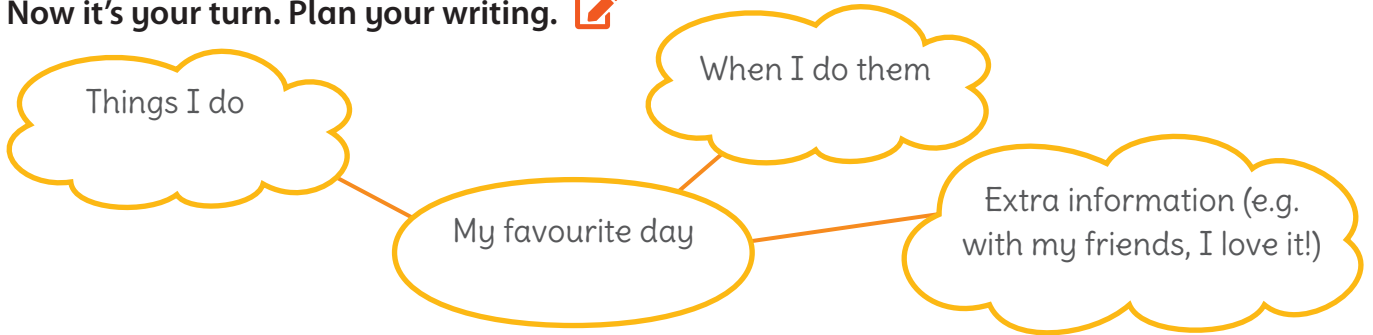 Now it's your turn. Plan your writing.
Things I do
When I do them
My favourite day
Extra information (e.g.
with my friends, I love it!)